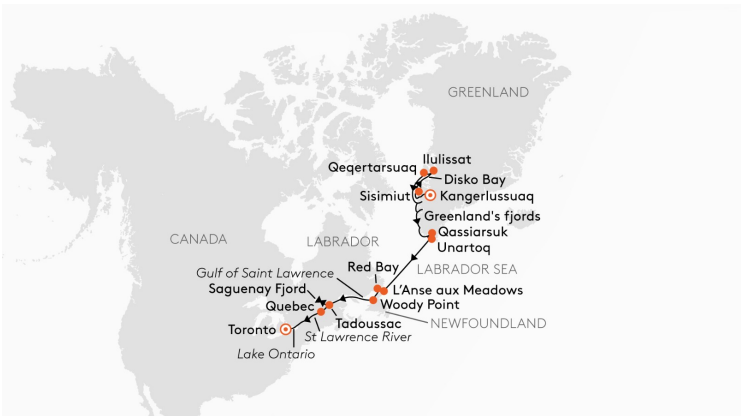 GREENLAND
Ilulissat
Qeqertarsuaq
Disko Bay
Sisimiut
Kangerlussuaq
Greenland's fjords
Qassiarsuk
CANADA
LABRADOR
Unartoq
Red Bay
LABRADOR SEA
Gulf of Saint Lawrence
Saguenay Fjord
L'Anse aux Meadows
Quebec
Woody Point
Toronto
Tadoussac
NEWFOUNDLAND
St Lawrence River
Lake Ontario